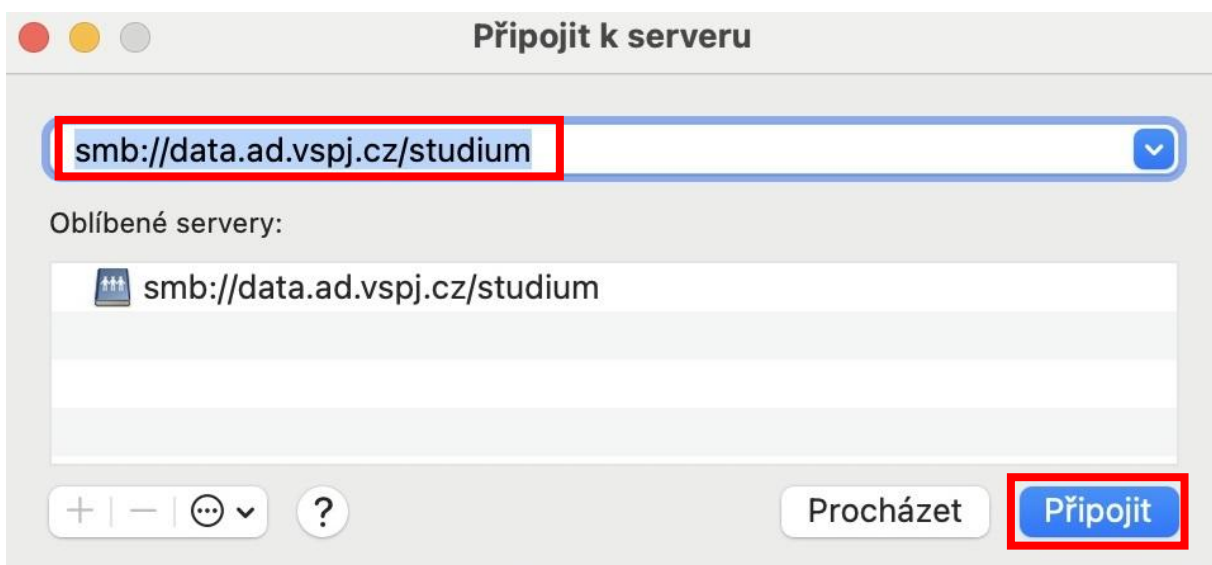 Připojit k serveru
smb://data.ad.vspj.cz/studium
Oblíbené servery:
smb://data.ad.vspj.cz/studium
?
Procházet
Připojit